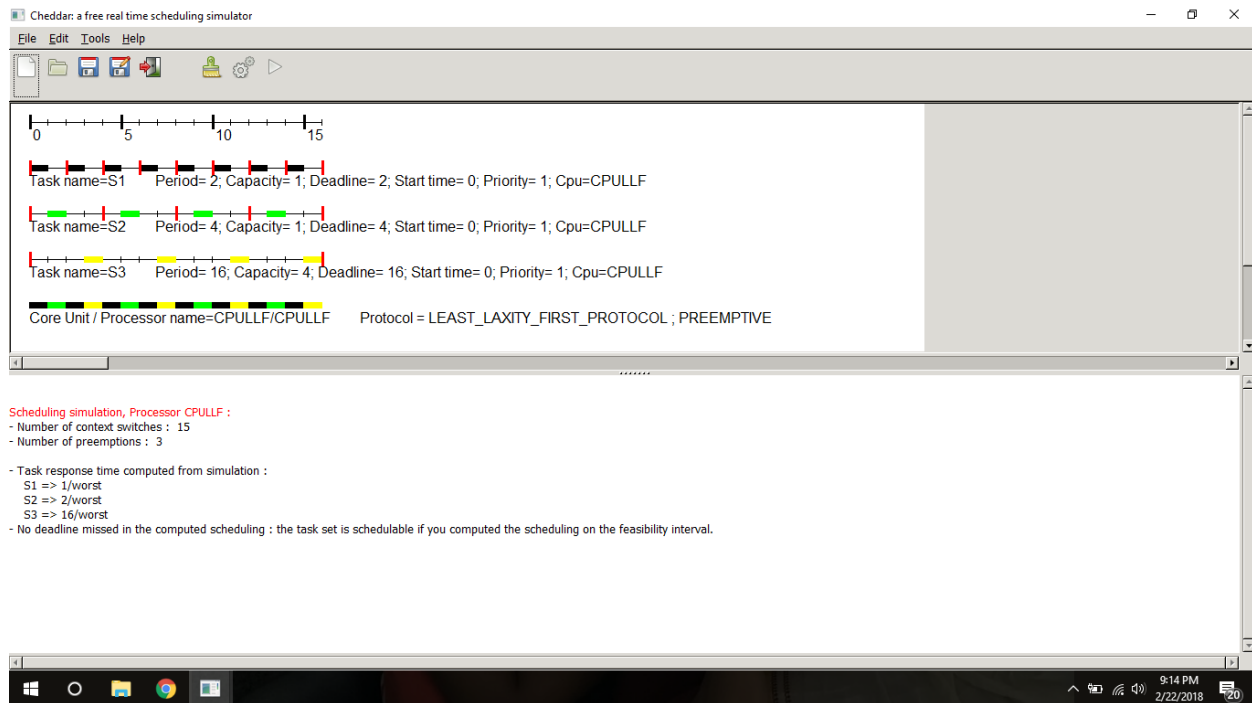 Cheddar: a free real time scheduling simulator
File Edit Tools Help
0 5 10 15
Task name=S1 Period= 2; Capacity= 1; Deadline= 2; Start time= 0; Priority= 1; Cpu=CPULLF
Task name=S2 Period= 4; Capacity= 1; Deadline= 4; Start time= 0; Priority= 1; Cpu=CPULLF
Task name=S3 Period= 16; Capacity= 4; Deadline= 16; Start time= 0; Priority= 1; Cpu=CPULLF
Core Unit / Processor name=CPULLF/CPULLF Protocol = LEAST_LAXITY_FIRST_PROTOCOL ; PREEMPTIVE
Scheduling simulation, Processor CPULLF :
- Number of context switches : 15
- Number of preemptions : 3
- Task response time computed from simulation :
S1 => 1/worst
S2 => 2/worst
S3 => 16/worst
- No deadline missed in the computed scheduling : the task set is schedulable if you computed the scheduling on the feasibility interval.
9:14 PM
2/22/2018
20